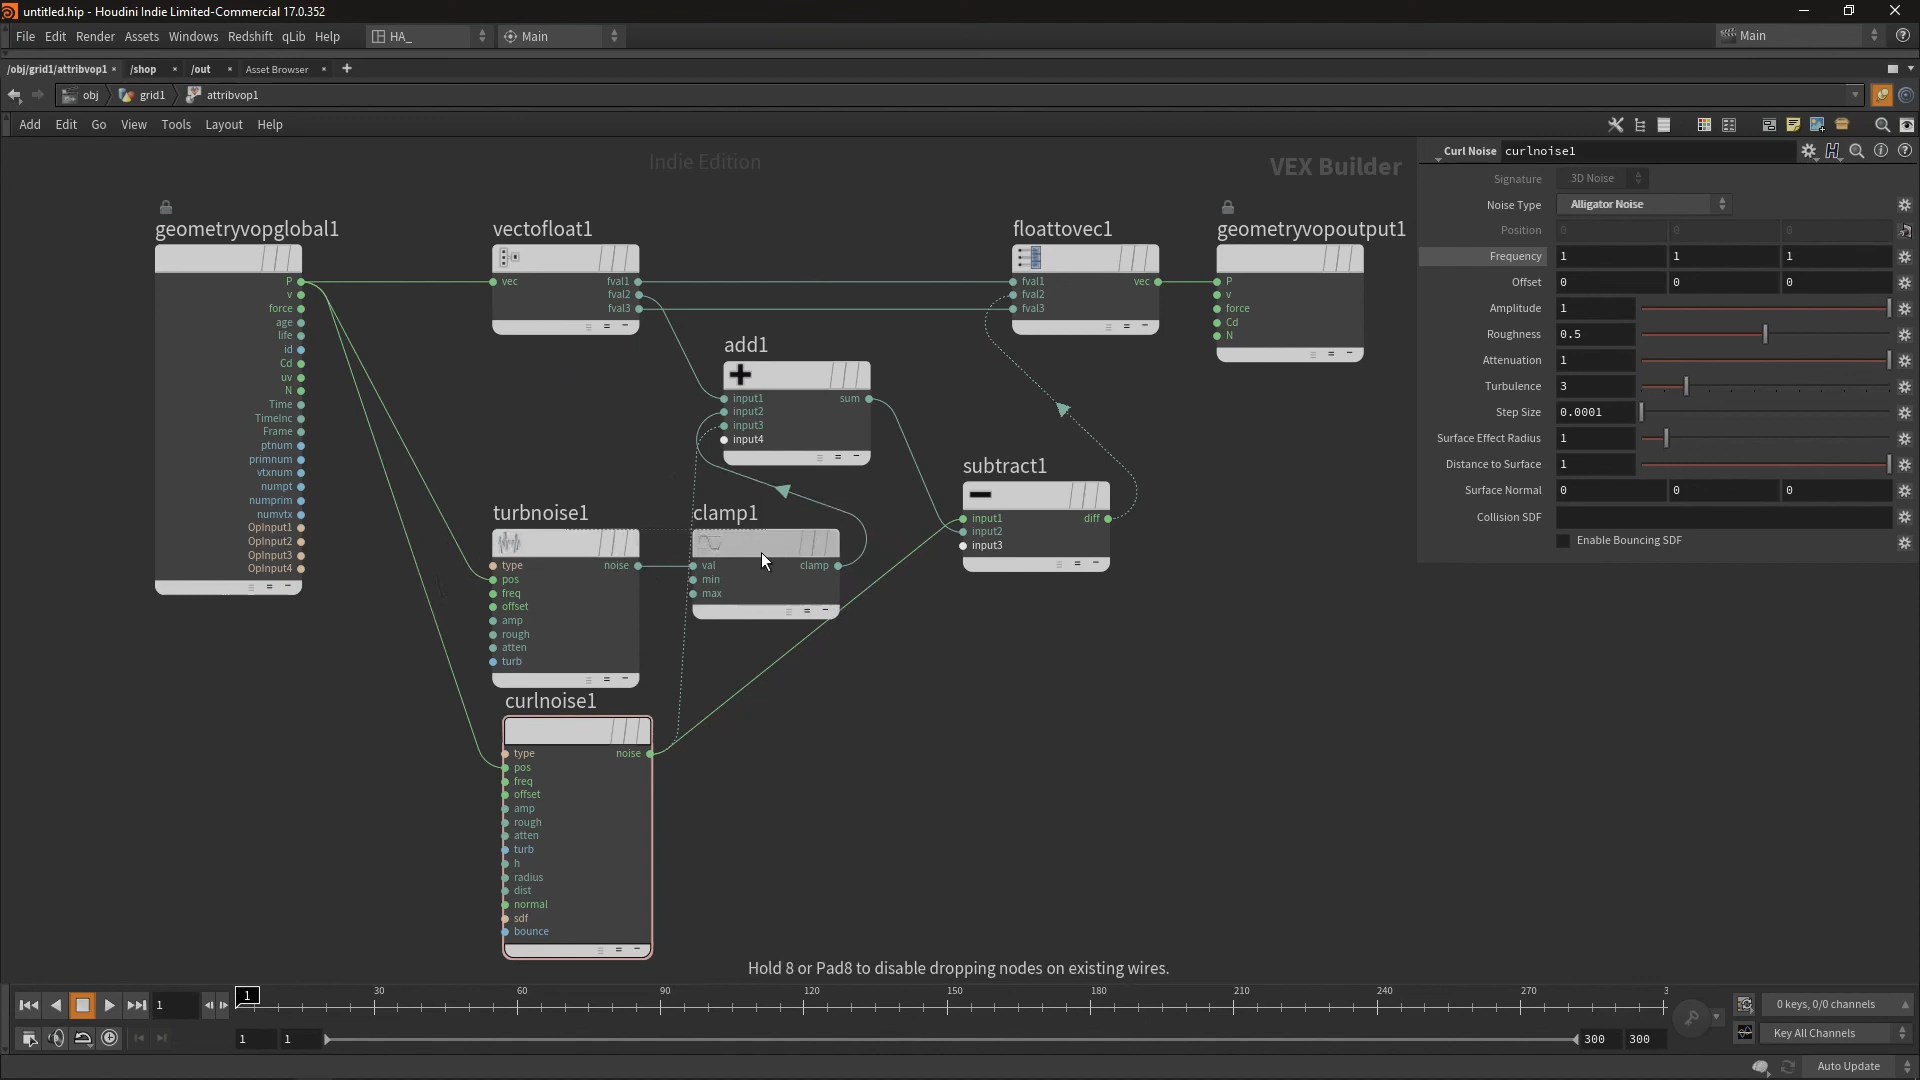 untitled.hip - Houdini Indie Limited-Commercial 17.0.352
File Edit Render Assets Windows Redshift qLib Help HA_ Main Main
/obj/grid1/attribvop1 /shop /out Asset Browser
obj grid1 attribvop1
Add Edit Go View Tools Layout Help
Indie Edition
VEX Builder
Curl Noise curlnoise1
Signature 3D Noise
Noise Type Alligator Noise
Position 0 0 0
Frequency 1 1 1
Offset 0 0 0
Amplitude 1
Roughness 0.5
Attenuation 1
Turbulence 3
Step Size 0.0001
Surface Effect Radius 1
Distance to Surface 1
Surface Normal 0 0 0
Collision SDF
Enable Bouncing SDF
geometryvopglobal1
P
v
force
age
life
id
Cd
uv
N
Time
TimeInc
Frame
ptnum
primnum
vtxnum
numpt
numprim
numvtx
OpInput1
OpInput2
OpInput3
OpInput4
vectofloat1
vec fval1
fval2
fval3
floattovec1
fval1 vec
fval2
fval3
geometryvopoutput1
P
v
force
Cd
N
add1
input1 sum
input2
input3
input4
subtract1
input1 diff
input2
input3
turbnoise1
type noise
pos
freq
offset
amp
rough
atten
turb
clamp1
val clamp
min
max
curlnoise1
type noise
pos
freq
offset
amp
rough
atten
turb
h
radius
dist
normal
sdf
bounce
Hold 8 or Pad8 to disable dropping nodes on existing wires.
1 1 30 60 90 120 150 180 210 240 270 3
0 keys, 0/0 channels
1 1 300 300
Key All Channels
Auto Update